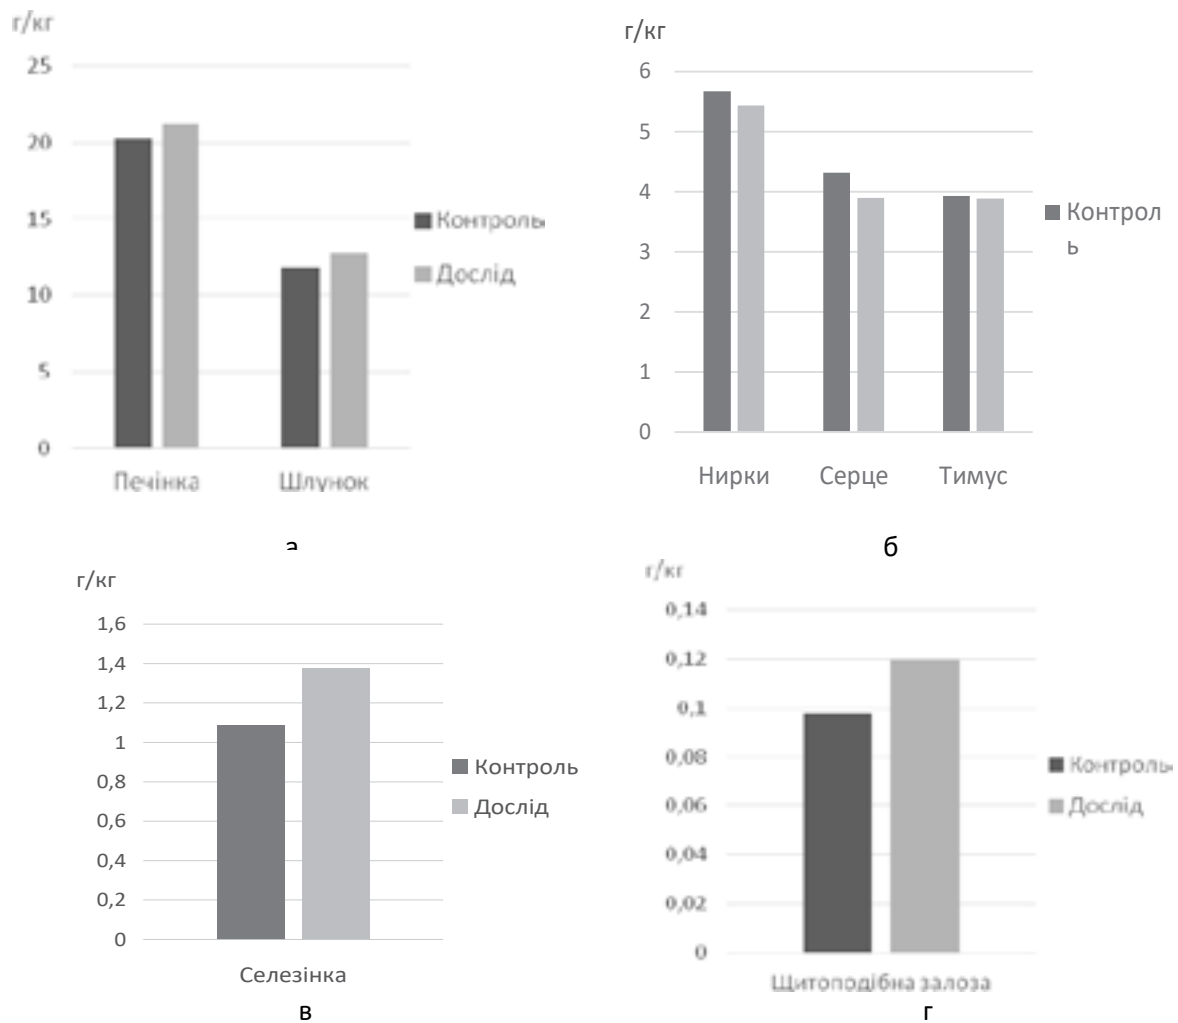 г/кг
25
20
15
10
5
0
Печінка Шлунок
Контроль
Дослід
а
г/кг
6
5
4
3
2
1
0
Нирки Серце Тимус
Контрол
ь
б
г/кг
1,6
1,4
1,2
1
0,8
0,6
0,4
0,2
0
Селезінка
Контроль
Дослід
в
г/кг
0,14
0,12
0,1
0,08
0,06
0,04
0,02
0
Щитоподібна залоза
Контроль
Дослід
г